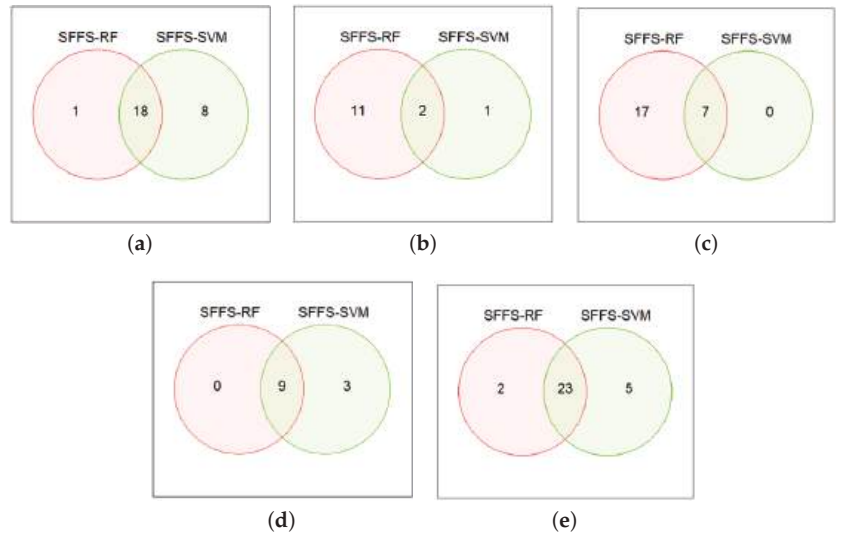 SFFS-RF SFFS-SVM
1 18 8
(a)
SFFS-RF SFFS-SVM
11 2 1
(b)
SFFS-RF SFFS-SVM
17 7 0
(c)
SFFS-RF SFFS-SVM
0 9 3
(d)
SFFS-RF SFFS-SVM
2 23 5
(e)